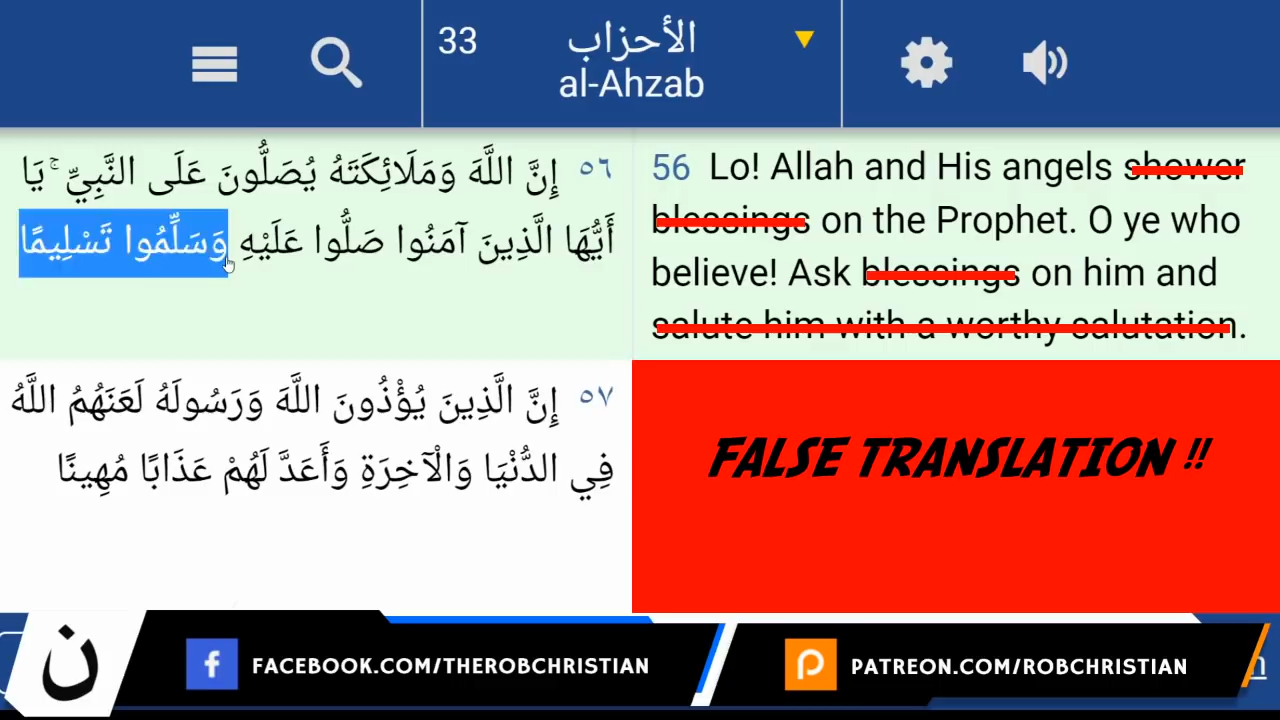 33
الأحزاب
al-Ahzab
٥٦ إِنَّ اللَّهَ وَمَلَائِكَتَهُ يُصَلُّونَ عَلَى النَّبِيِّ ۚ يَا
أَيُّهَا الَّذِينَ آمَنُوا صَلُّوا عَلَيْهِ وَسَلِّمُوا تَسْلِيمًا
56 Lo! Allah and His angels shower
blessings on the Prophet. O ye who
believe! Ask blessings on him and
salute him with a worthy salutation.
٥٧ إِنَّ الَّذِينَ يُؤْذُونَ اللَّهَ وَرَسُولَهُ لَعَنَهُمُ اللَّهُ
فِي الدُّنْيَا وَالْآخِرَةِ وَأَعَدَّ لَهُمْ عَذَابًا مُهِينًا
FALSE TRANSLATION !!
ن
FACEBOOK.COM/THEROBCHRISTIAN
PATREON.COM/ROBCHRISTIAN